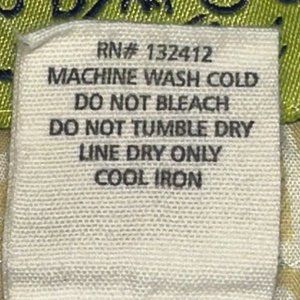 RN# 132412
MACHINE WASH COLD
DO NOT BLEACH
DO NOT TUMBLE DRY
LINE DRY ONLY
COOL IRON